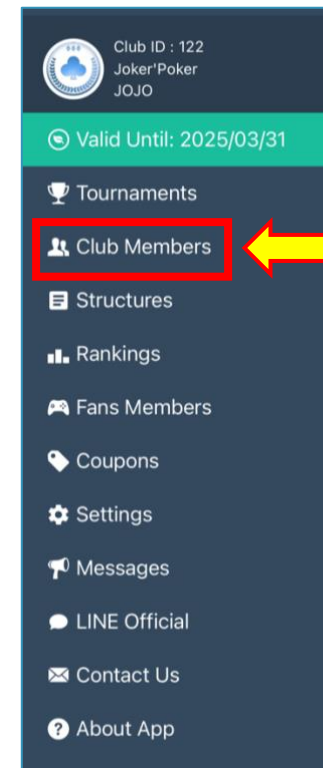 Club ID : 122
Joker'Poker
JOJO
Valid Until: 2025/03/31
Tournaments
Club Members
Structures
Rankings
Fans Members
Coupons
Settings
Messages
LINE Official
Contact Us
About App